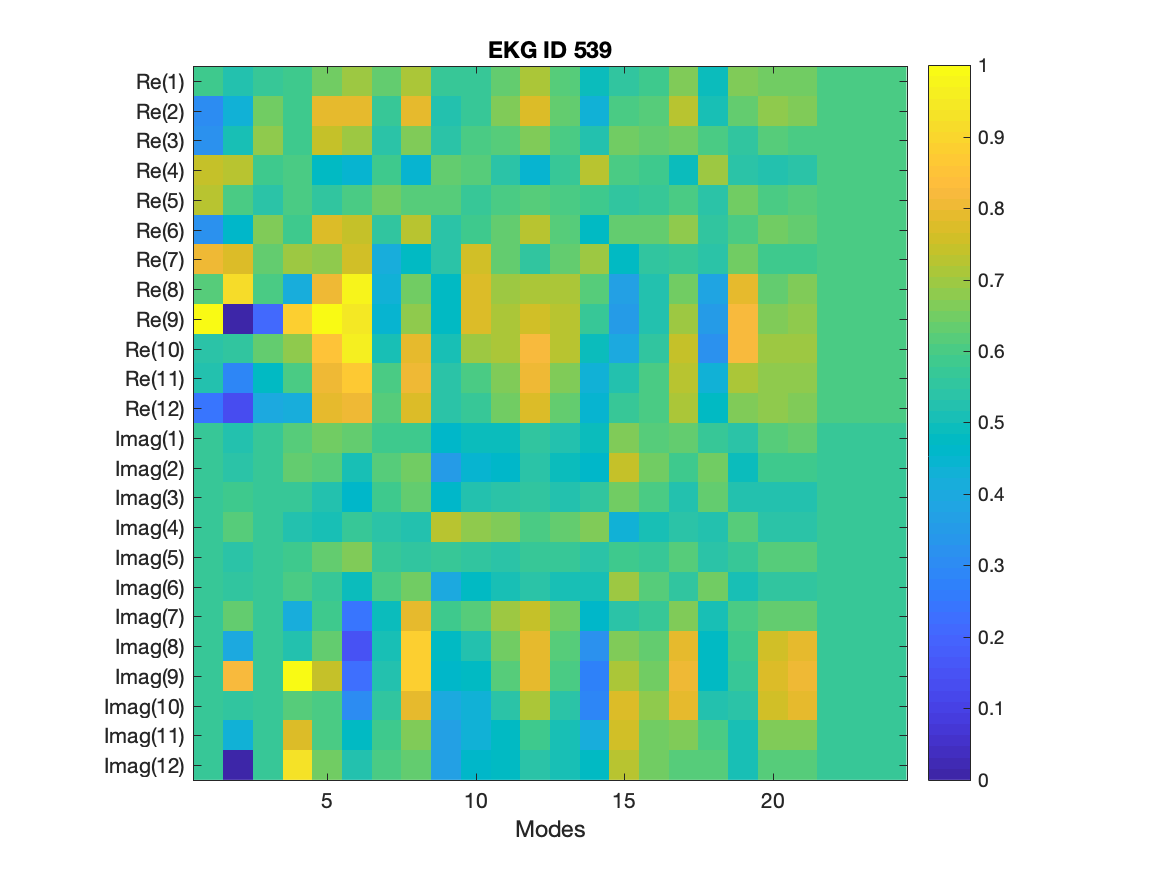 EKG ID 539
Re(1)
Re(2)
Re(3)
Re(4)
Re(5)
Re(6)
Re(7)
Re(8)
Re(9)
Re(10)
Re(11)
Re(12)
Imag(1)
Imag(2)
Imag(3)
Imag(4)
Imag(5)
Imag(6)
Imag(7)
Imag(8)
Imag(9)
Imag(10)
Imag(11)
Imag(12)
5 10 15 20
Modes
1
0.9
0.8
0.7
0.6
0.5
0.4
0.3
0.2
0.1
0